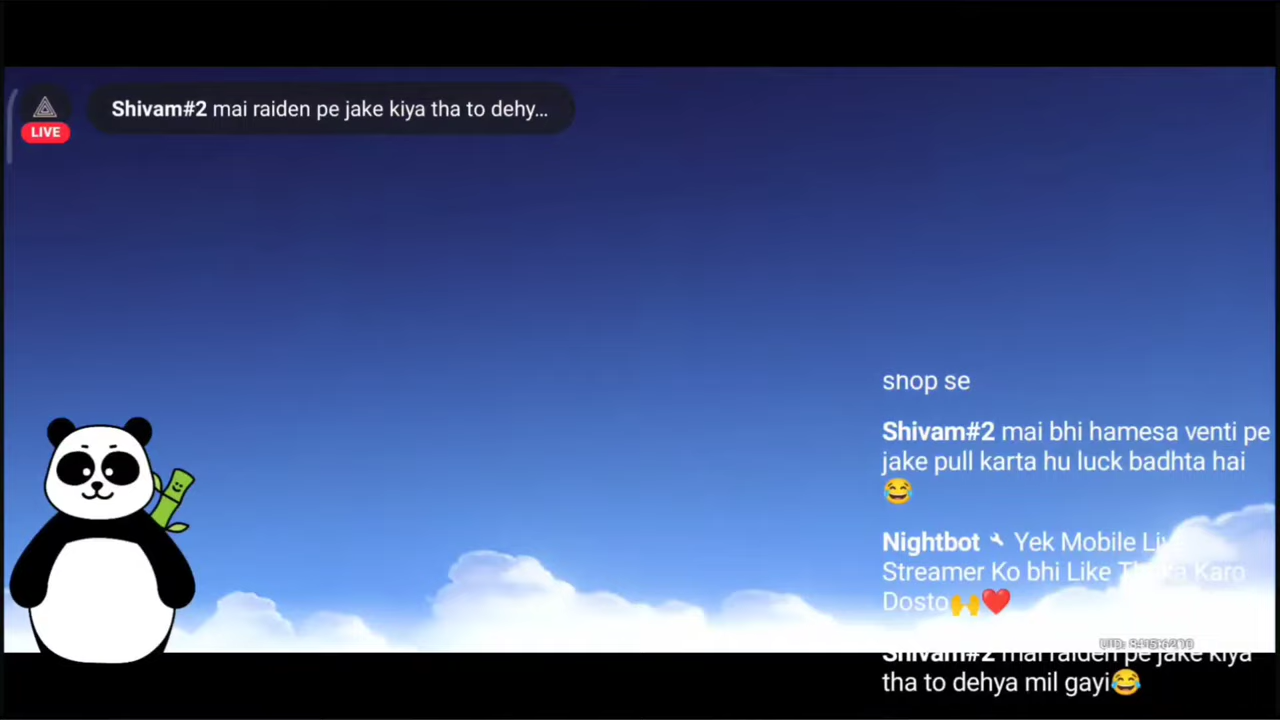 Shivam#2 mai raiden pe jake kiya tha to dehy...
LIVE
snop se
Shivam#2 mai bhi hamesa venti pe
jake pull karta hu luck badhta hai
😂
Nightbot Yek Mobile Live
Streamer Ko bhi Like Karo
Dosto🙌❤️
Shivam#2 mai raiden pe jake kiya
tha to dehya mil gayi😂